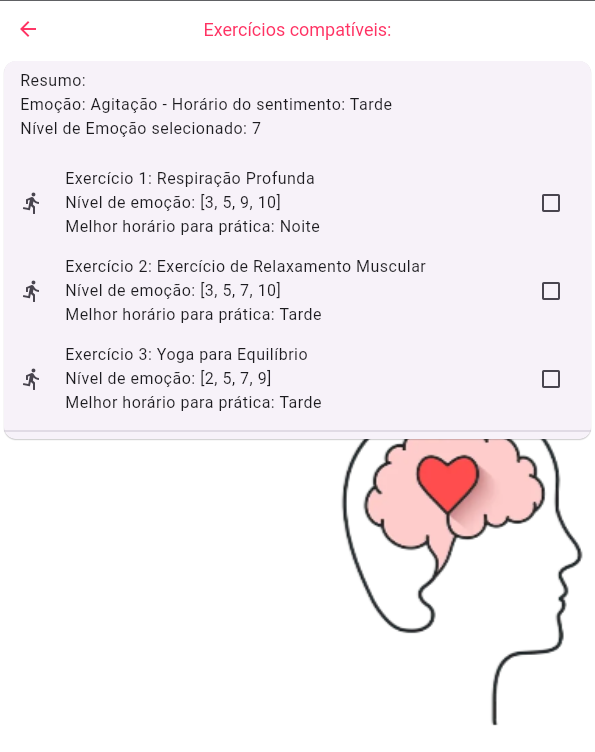 Exercícios compatíveis:
Resumo:
Emoção: Agitação - Horário do sentimento: Tarde
Nível de Emoção selecionado: 7
Exercício 1: Respiração Profunda
Nível de emoção: [3, 5, 9, 10]
Melhor horário para prática: Noite
Exercício 2: Exercício de Relaxamento Muscular
Nível de emoção: [3, 5, 7, 10]
Melhor horário para prática: Tarde
Exercício 3: Yoga para Equilíbrio
Nível de emoção: [2, 5, 7, 9]
Melhor horário para prática: Tarde